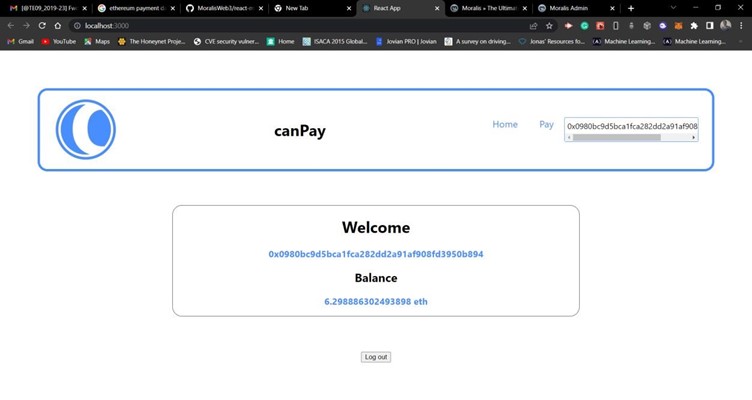 [@TE09_2019-23] Fw
ethereum payment d
MoralisWeb3/react-m
New Tab
React App
Moralis + The Ultima
Moralis Admin
localhost:3000
Gmail
YouTube
Maps
The Honeynet Projec...
CVE security vulner...
Home
ISACA 2015 Global...
Jovian PRO | Jovian
A survey on driving...
Jonas' Resources fo...
Machine Learning...
Machine Learning...
canPay
Home
Pay
0x0980bc9d5bca1fca282dd2a91af908
Welcome
0x0980bc9d5bca1fca282dd2a91af908fd3950b894
Balance
6.298886302493898 eth
Log out